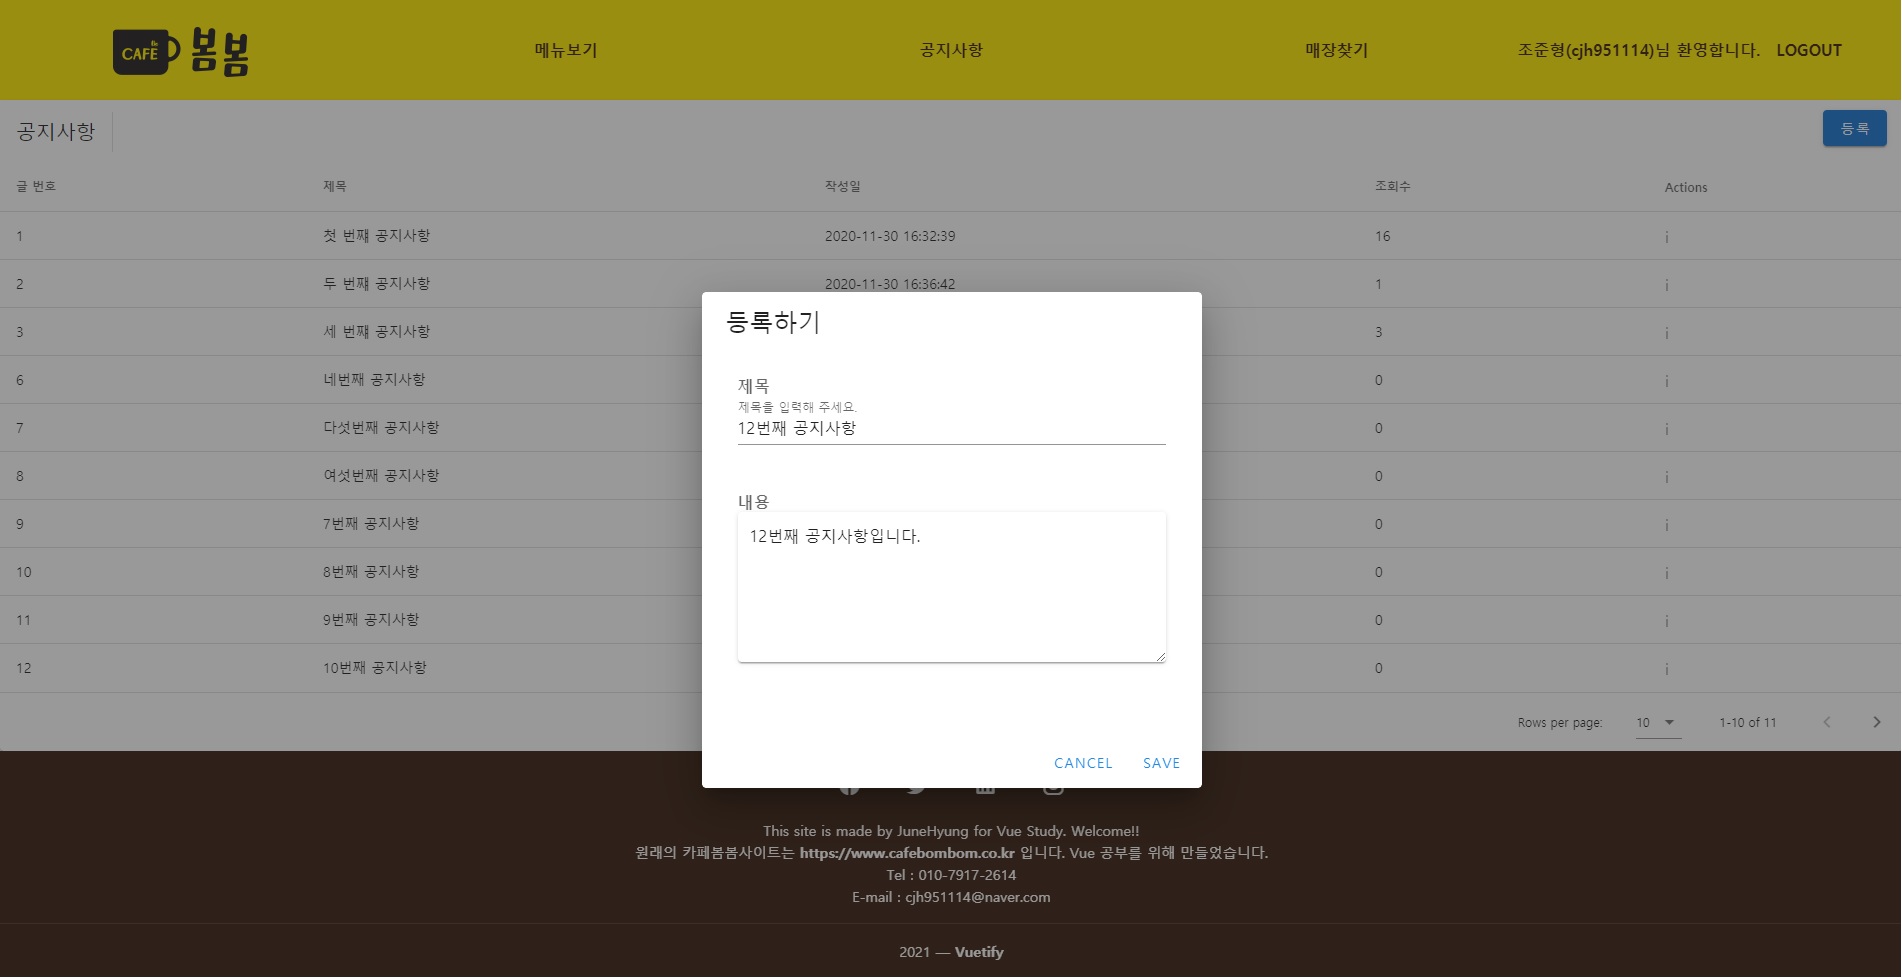 CAFÉ 봄봄
메뉴보기 공지사항 매장찾기 조준형(cjh951114)님 환영합니다. LOGOUT
공지사항 등록
글 번호 제목 작성일 조회수 Actions
1 첫 번째 공지사항 2020-11-30 16:32:39 16
2 두 번째 공지사항 2020-11-30 16:36:42 1
3 세 번째 공지사항 3
6 네번째 공지사항 0
7 다섯번째 공지사항 0
8 여섯번째 공지사항 0
9 7번째 공지사항 0
10 8번째 공지사항 0
11 9번째 공지사항 0
12 10번째 공지사항 0
등록하기
제목
제목을 입력해 주세요.
12번째 공지사항
내용
12번째 공지사항입니다.
CANCEL SAVE
Rows per page: 10 1-10 of 11
This site is made by JuneHyung for Vue Study. Welcome!!
원래의 카페봄봄사이트는 https://www.cafebombom.co.kr 입니다. Vue 공부를 위해 만들었습니다.
Tel : 010-7917-2614
E-mail : cjh951114@naver.com
2021 — Vuetify